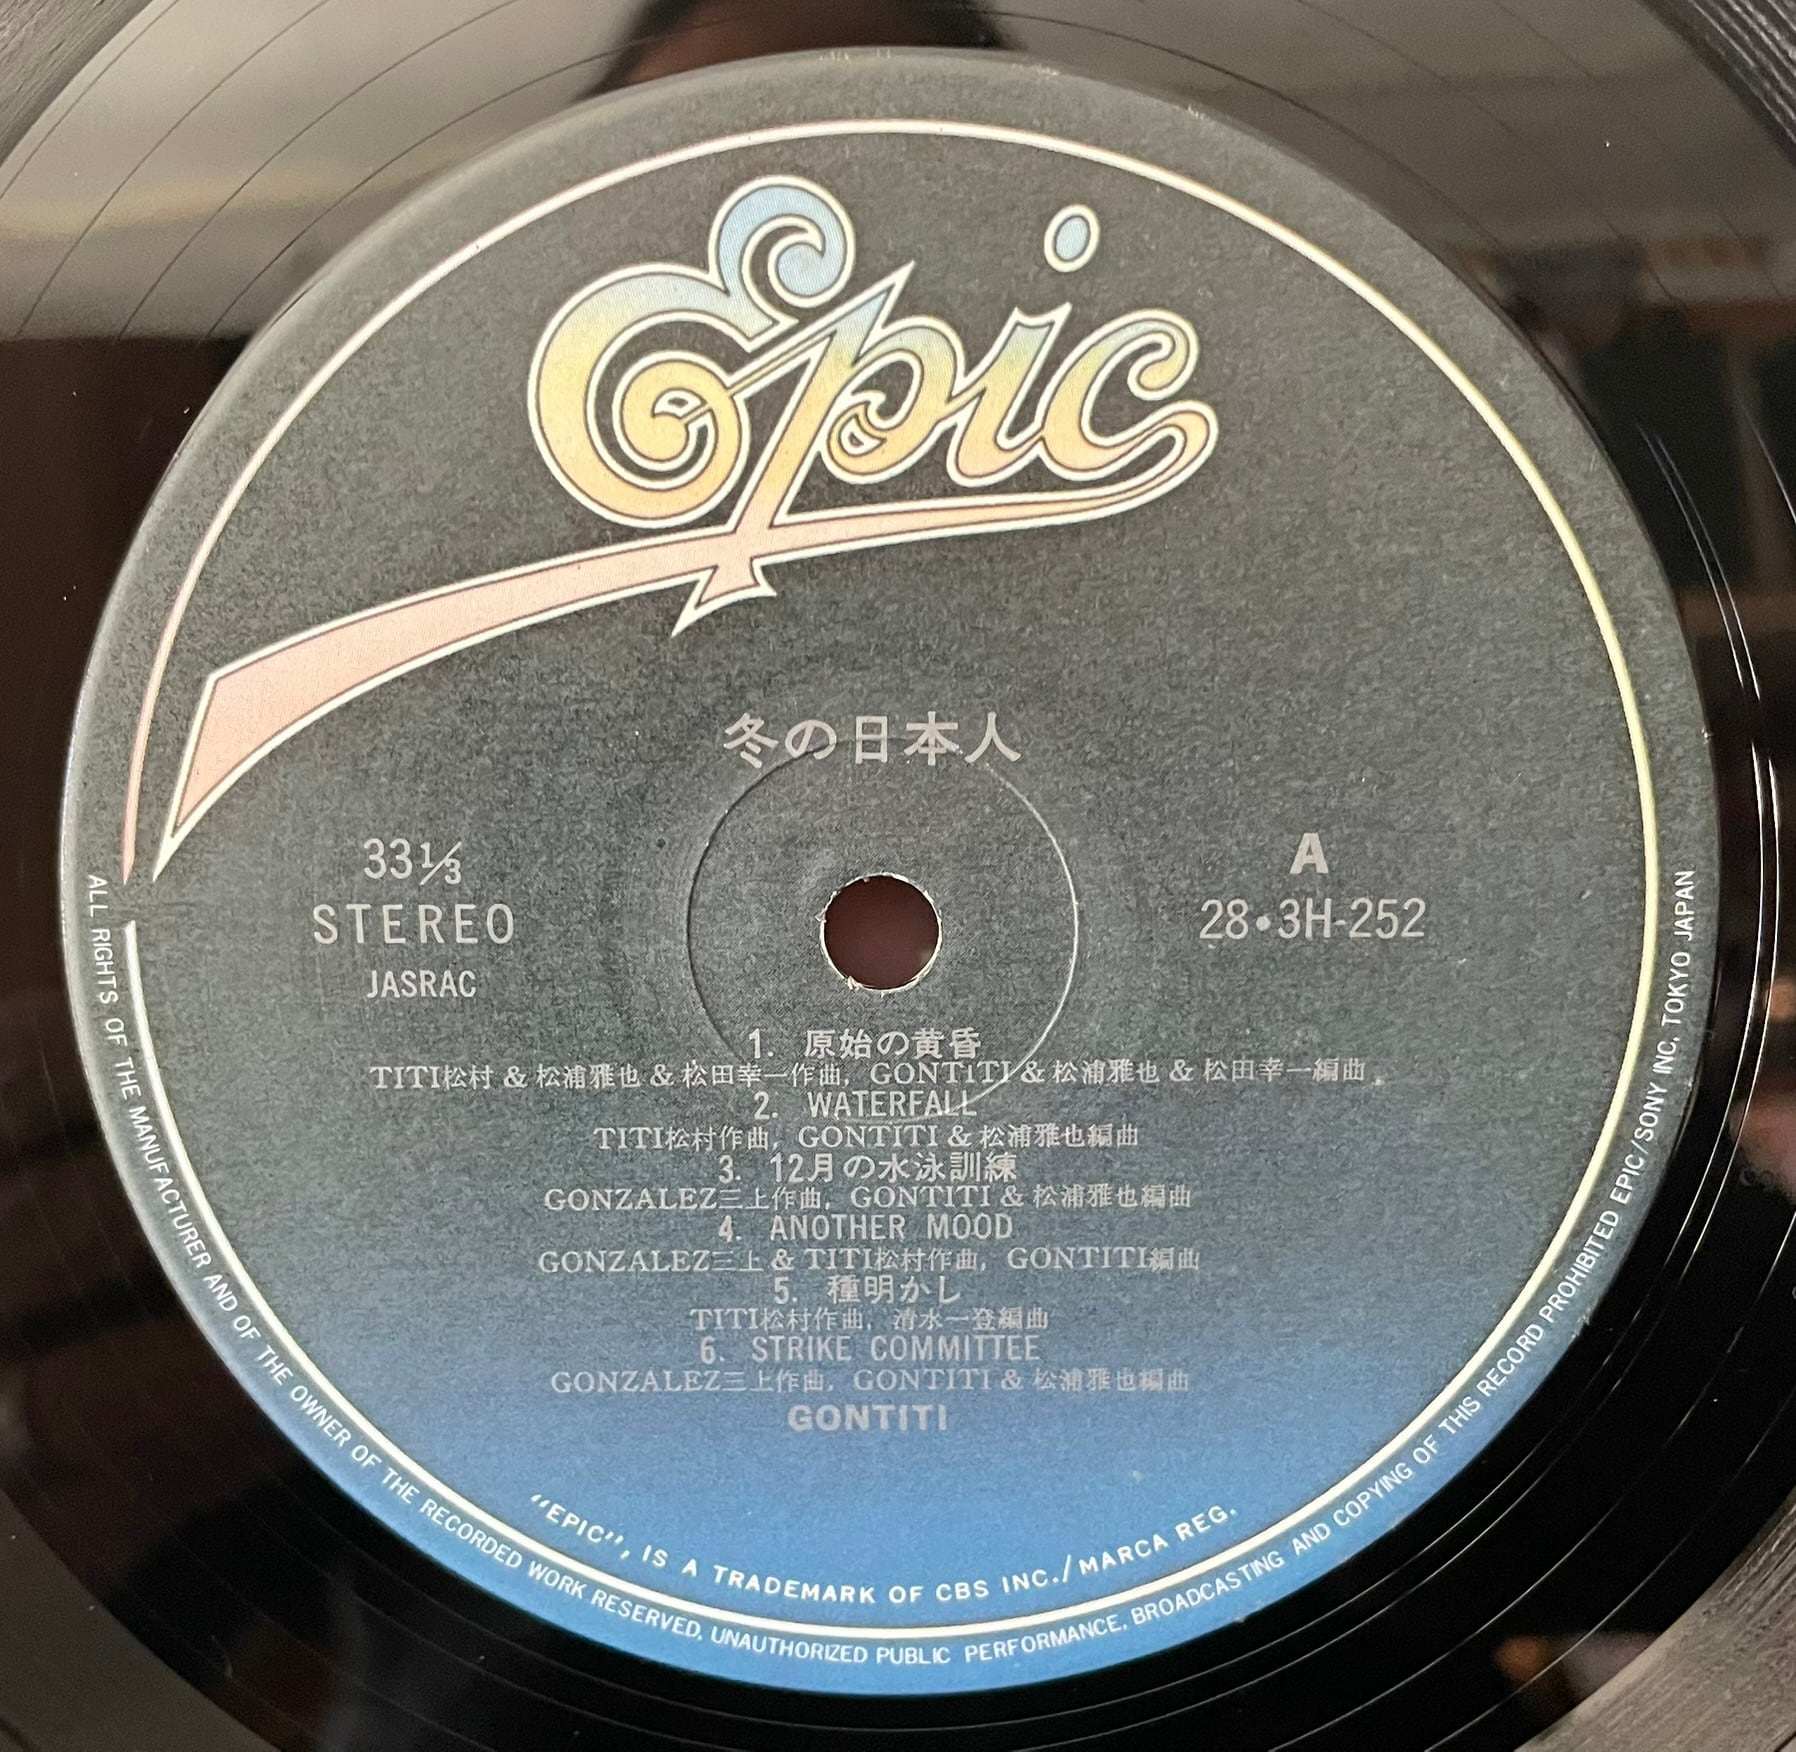 Epic
冬の日本人
33 1/3
STEREO
JASRAC
A
28・3H-252
1. 原始の黄昏
TITI松村 & 松浦雅也 & 松田幸一作曲, GONTITI & 松浦雅也 & 松田幸一編曲
2. WATERFALL
TITI松村作曲, GONTITI & 松浦雅也編曲
3. 12月の水泳訓練
GONZALEZ三上作曲, GONTITI & 松浦雅也編曲
4. ANOTHER MOOD
GONZALEZ三上 & TITI松村作曲, GONTITI編曲
5. 種明かし
TITI松村作曲, 清水一登編曲
6. STRIKE COMMITTEE
GONZALEZ三上作曲, GONTITI & 松浦雅也編曲
GONTITI
"EPIC", IS A TRADEMARK OF CBS INC./MARCA REG.
ALL RIGHTS OF THE MANUFACTURER AND OF THE OWNER OF THE RECORDED WORK RESERVED. UNAUTHORIZED PUBLIC PERFORMANCE. BROADCASTING AND COPYING OF THIS RECORD PROHIBITED EPIC/SONY INC. TOKYO JAPAN